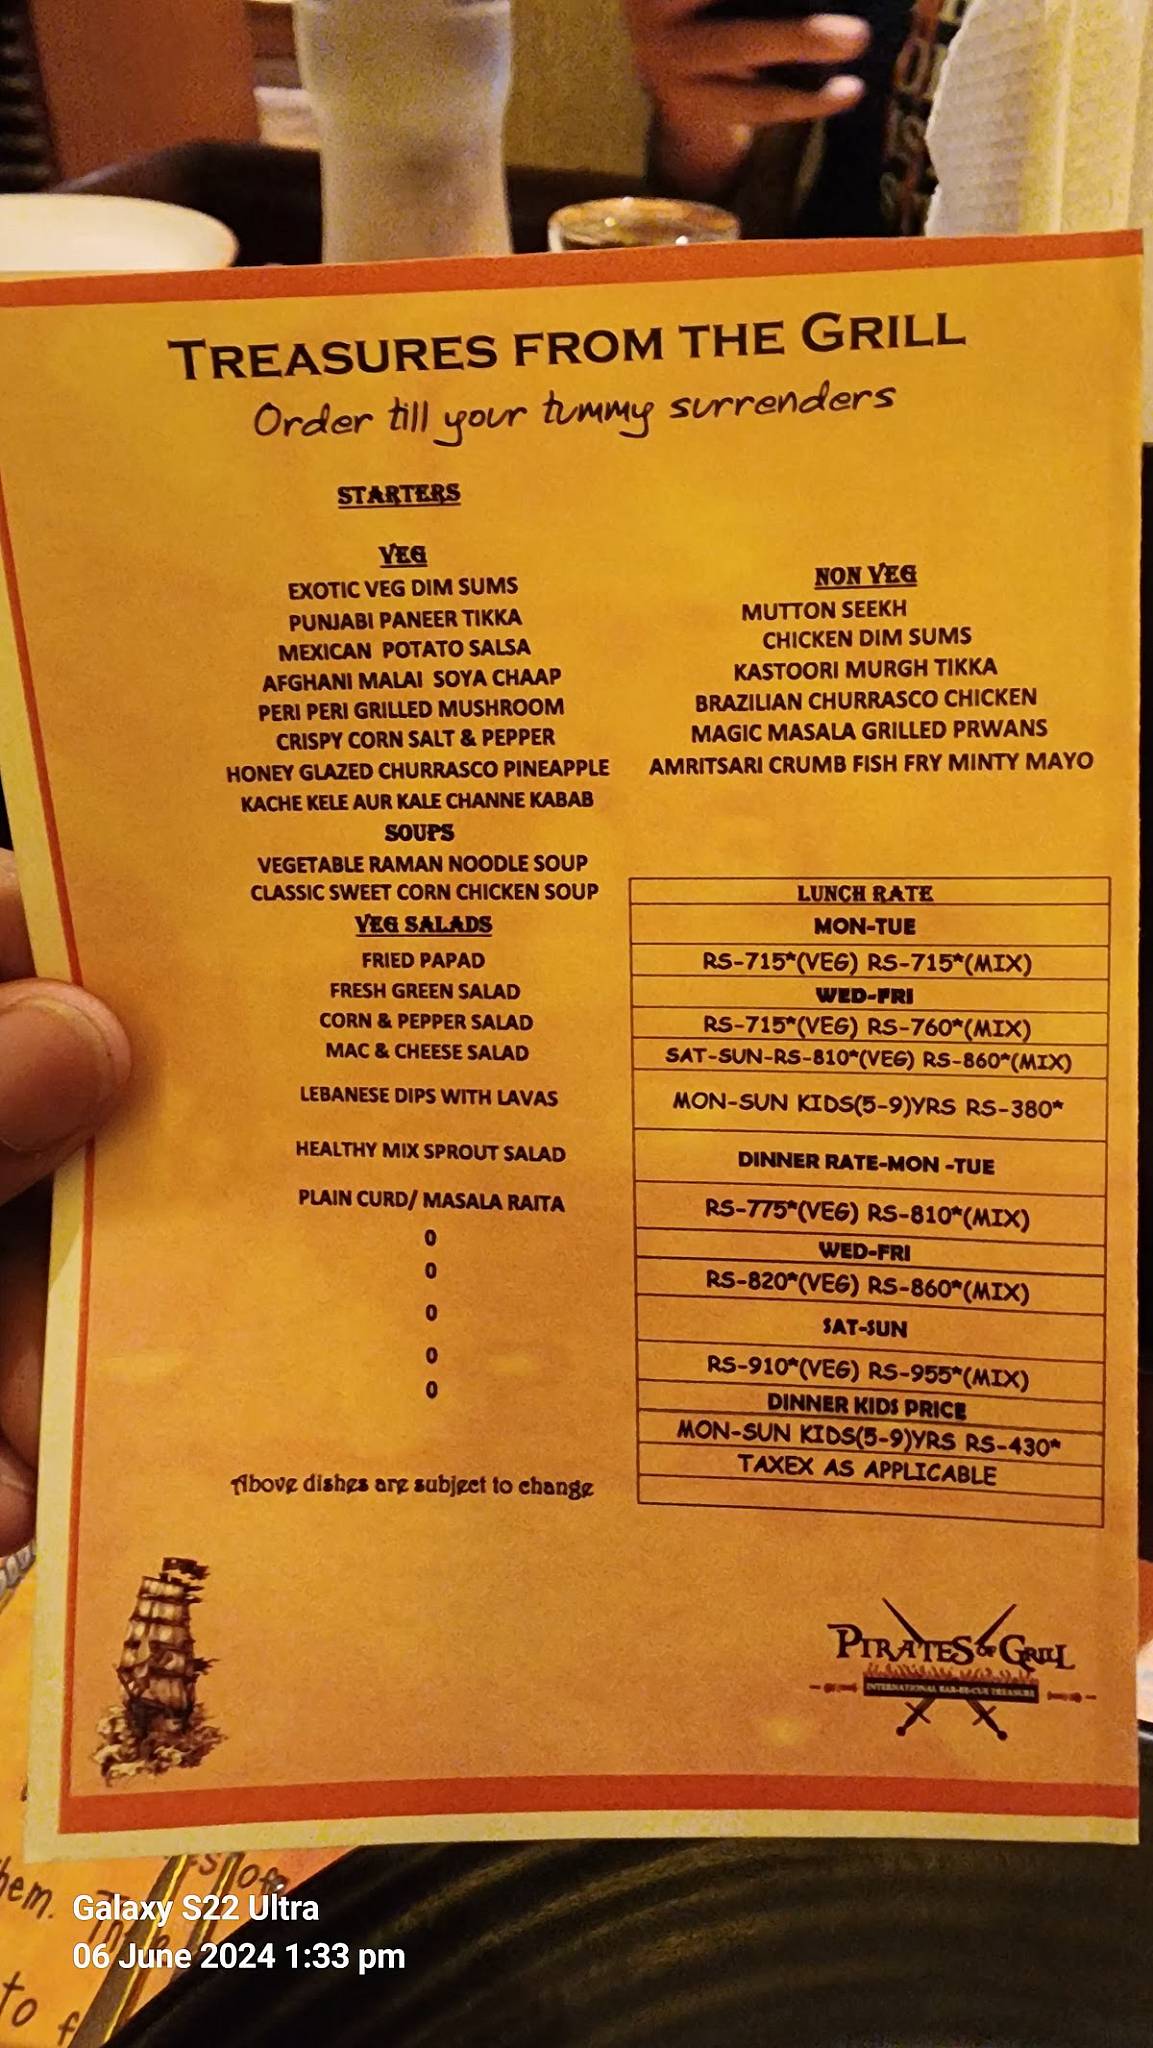 TREASURES FROM THE GRILL
Order till your tummy surrenders
STARTERS
VEG
EXOTIC VEG DIM SUMS
PUNJABI PANEER TIKKA
MEXICAN POTATO SALSA
AFGHANI MALAI SOYA CHAAP
PERI PERI GRILLED MUSHROOM
CRISPY CORN SALT & PEPPER
HONEY GLAZED CHURRASCO PINEAPPLE
KACHE KELE AUR KALE CHANNE KABAB
SOUPS
VEGETABLE RAMAN NOODLE SOUP
CLASSIC SWEET CORN CHICKEN SOUP
VEG SALADS
FRIED PAPAD
FRESH GREEN SALAD
CORN & PEPPER SALAD
MAC & CHEESE SALAD
LEBANESE DIPS WITH LAVAS
HEALTHY MIX SPROUT SALAD
PLAIN CURD/ MASALA RAITA
0
0
0
0
0
Above dishes are subject to change
NON VEG
MUTTON SEEKH
CHICKEN DIM SUMS
KASTOORI MURGH TIKKA
BRAZILIAN CHURRASCO CHICKEN
MAGIC MASALA GRILLED PRWANS
AMRITSARI CRUMB FISH FRY MINTY MAYO
LUNCH RATE
MON-TUE
RS-715*(VEG) RS-715*(MIX)
WED-FRI
RS-715*(VEG) RS-760*(MIX)
SAT-SUN-RS-810*(VEG) RS-860*(MIX)
MON-SUN KIDS(5-9)YRS RS-380*
DINNER RATE-MON -TUE
RS-775*(VEG) RS-810*(MIX)
WED-FRI
RS-820*(VEG) RS-860*(MIX)
SAT-SUN
RS-910*(VEG) RS-955*(MIX)
DINNER KIDS PRICE
MON-SUN KIDS(5-9)YRS RS-430*
TAXEX AS APPLICABLE
PIRATES OF GRILL
INTERNATIONAL BAR-BE-CUE TREASURE
hem.
to f
Galaxy S22 Ultra
06 June 2024 1:33 pm